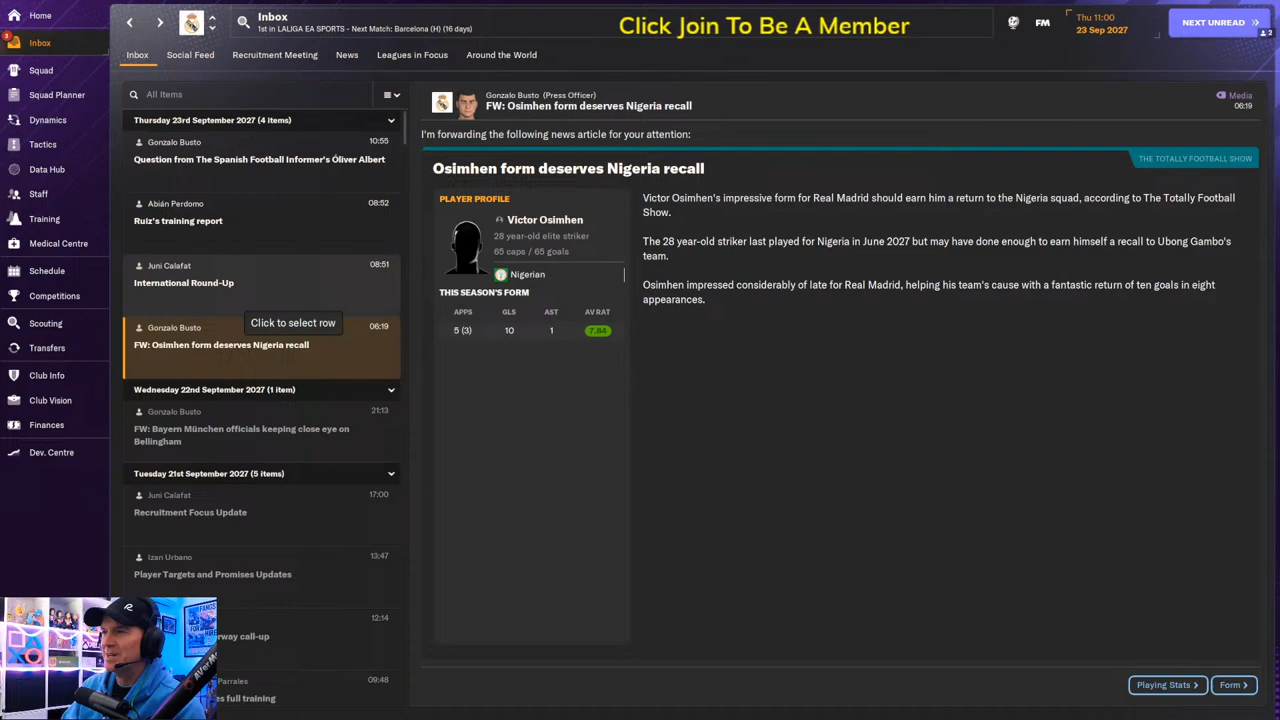 Home
3
Inbox
Squad
Squad Planner
Dynamics
Tactics
Data Hub
Staff
Training
Medical Centre
Schedule
Competitions
Scouting
Transfers
Club Info
Club Vision
Finances
Dev. Centre
Inbox
1st in LALIGA EA SPORTS - Next Match: Barcelona (H) (16 days)
Click Join To Be A Member
FM
Thu 11:00
23 Sep 2027
NEXT UNREAD
2
Inbox
Social Feed
Recruitment Meeting
News
Leagues in Focus
Around the World
All Items
Thursday 23rd September 2027 (4 items)
Gonzalo Busto
10:55
Question from The Spanish Football Informer's Óliver Albert
Abián Perdomo
08:52
Ruiz's training report
Juni Calafat
08:51
International Round-Up
Click to select row
Gonzalo Busto
06:19
FW: Osimhen form deserves Nigeria recall
Wednesday 22nd September 2027 (1 item)
Gonzalo Busto
21:13
FW: Bayern München officials keeping close eye on
Bellingham
Tuesday 21st September 2027 (5 items)
Juni Calafat
17:00
Recruitment Focus Update
Izan Urbano
13:47
Player Targets and Promises Updates
12:14
rway call-up
Parrales
09:48
es full training
Gonzalo Busto (Press Officer)
FW: Osimhen form deserves Nigeria recall
Media
06:19
I'm forwarding the following news article for your attention:
THE TOTALLY FOOTBALL SHOW
Osimhen form deserves Nigeria recall
PLAYER PROFILE
Victor Osimhen
28 year-old elite striker
65 caps / 65 goals
Nigerian
THIS SEASON'S FORM
APPS GLS AST AV RAT
5 (3) 10 1 7.84
Victor Osimhen's impressive form for Real Madrid should earn him a return to the Nigeria squad, according to The Totally Football
Show.
The 28 year-old striker last played for Nigeria in June 2027 but may have done enough to earn himself a recall to Ubong Gambo's
team.
Osimhen impressed considerably of late for Real Madrid, helping his team's cause with a fantastic return of ten goals in eight
appearances.
Playing Stats
Form